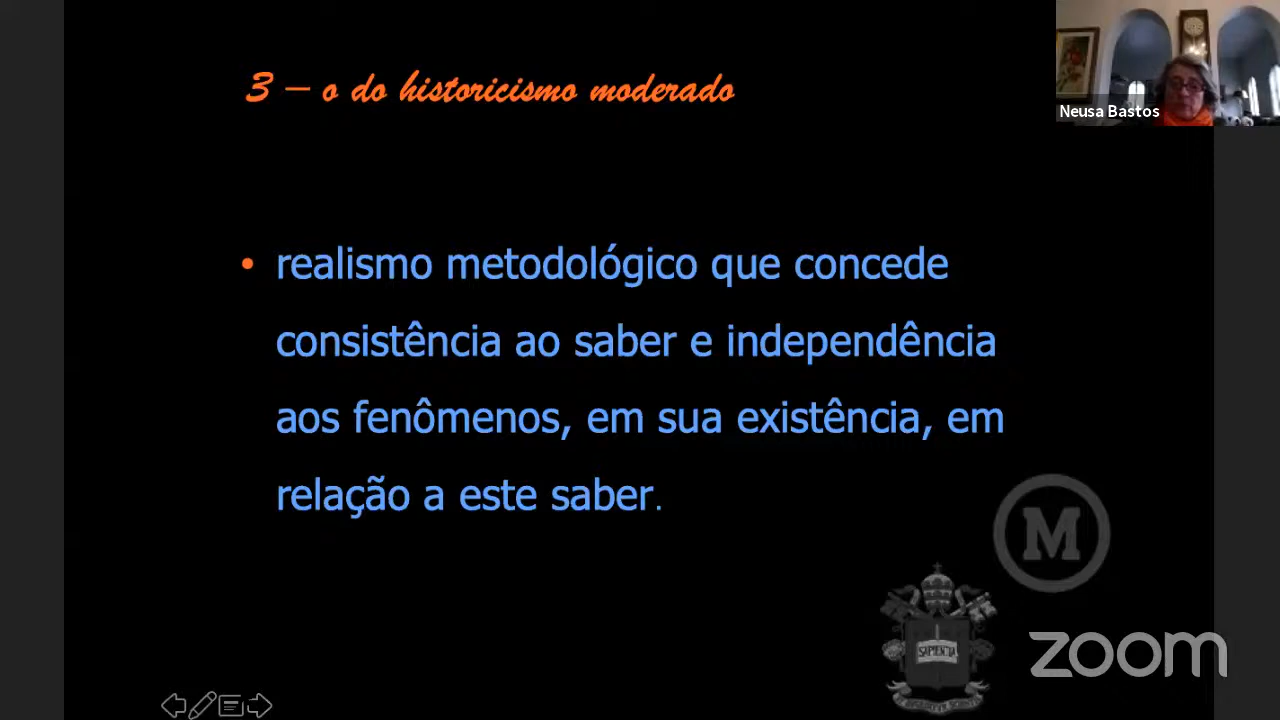 3 – o do historicismo moderado
Neusa Bastos
• realismo metodológico que concede
consistência ao saber e independência
aos fenômenos, em sua existência, em
relação a este saber.
M
SAPIENTIA
zoom